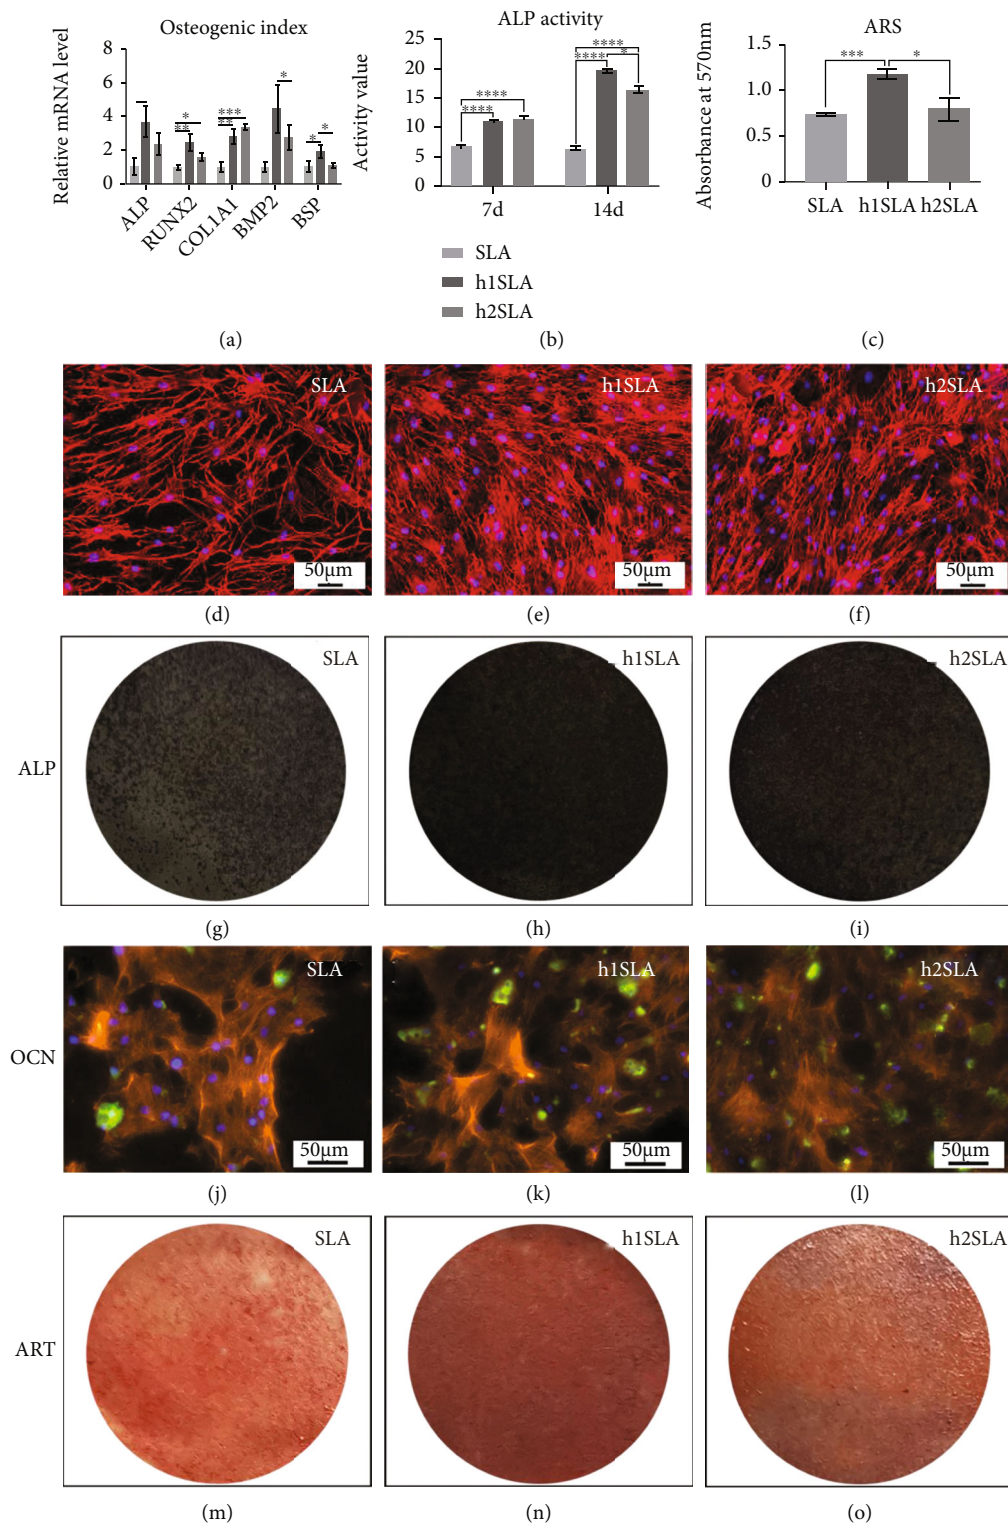 Osteogenic index
Relative mRNA level
8
6
4
2
0
** * ** *** * * *
ALP RUNX2 COL1A1 BMP2 BSP
(a)
ALP activity
Activity value
25
20
15
10
5
0
**** **** **** **** *
7d 14d
SLA
h1SLA
h2SLA
(b)
ARS
Absorbance at 570nm
1.5
1.0
0.5
0
*** *
SLA h1SLA h2SLA
(c)
SLA h1SLA h2SLA
50μm 50μm 50μm
(d) (e) (f)
SLA h1SLA h2SLA
ALP
(g) (h) (i)
SLA h1SLA h2SLA
OCN
50μm 50μm 50μm
(j) (k) (l)
SLA h1SLA h2SLA
ART
(m) (n) (o)